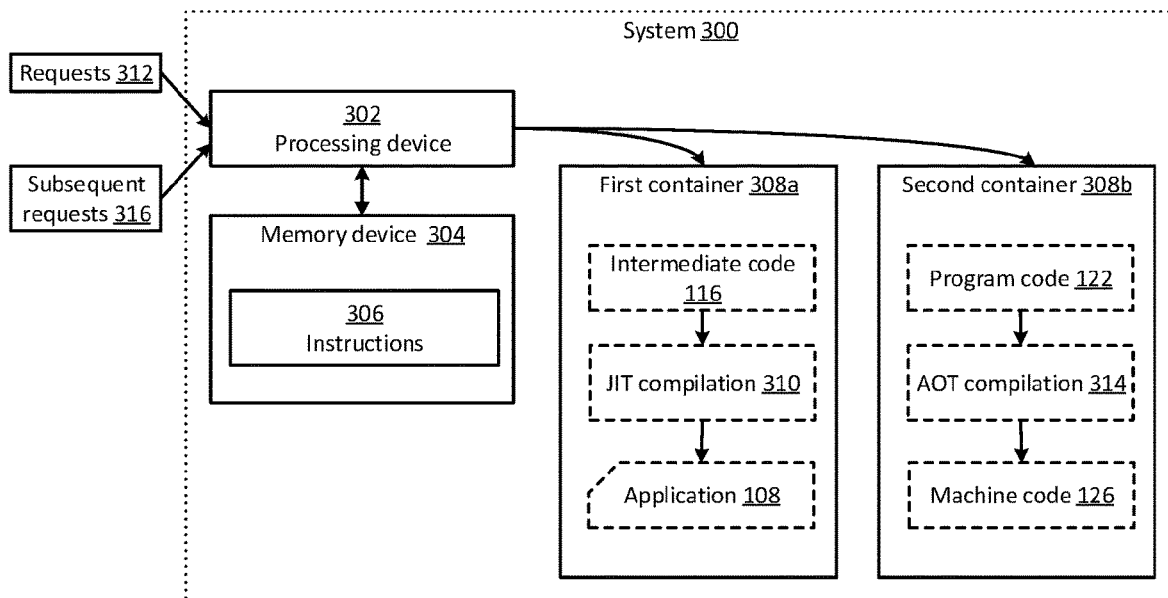 System 300
Requests 312
302
Processing device
Subsequent
requests 316
Memory device 304
306
Instructions
First container 308a
Intermediate code
116
JIT compilation 310
Application 108
Second container 308b
Program code 122
AOT compilation 314
Machine code 126